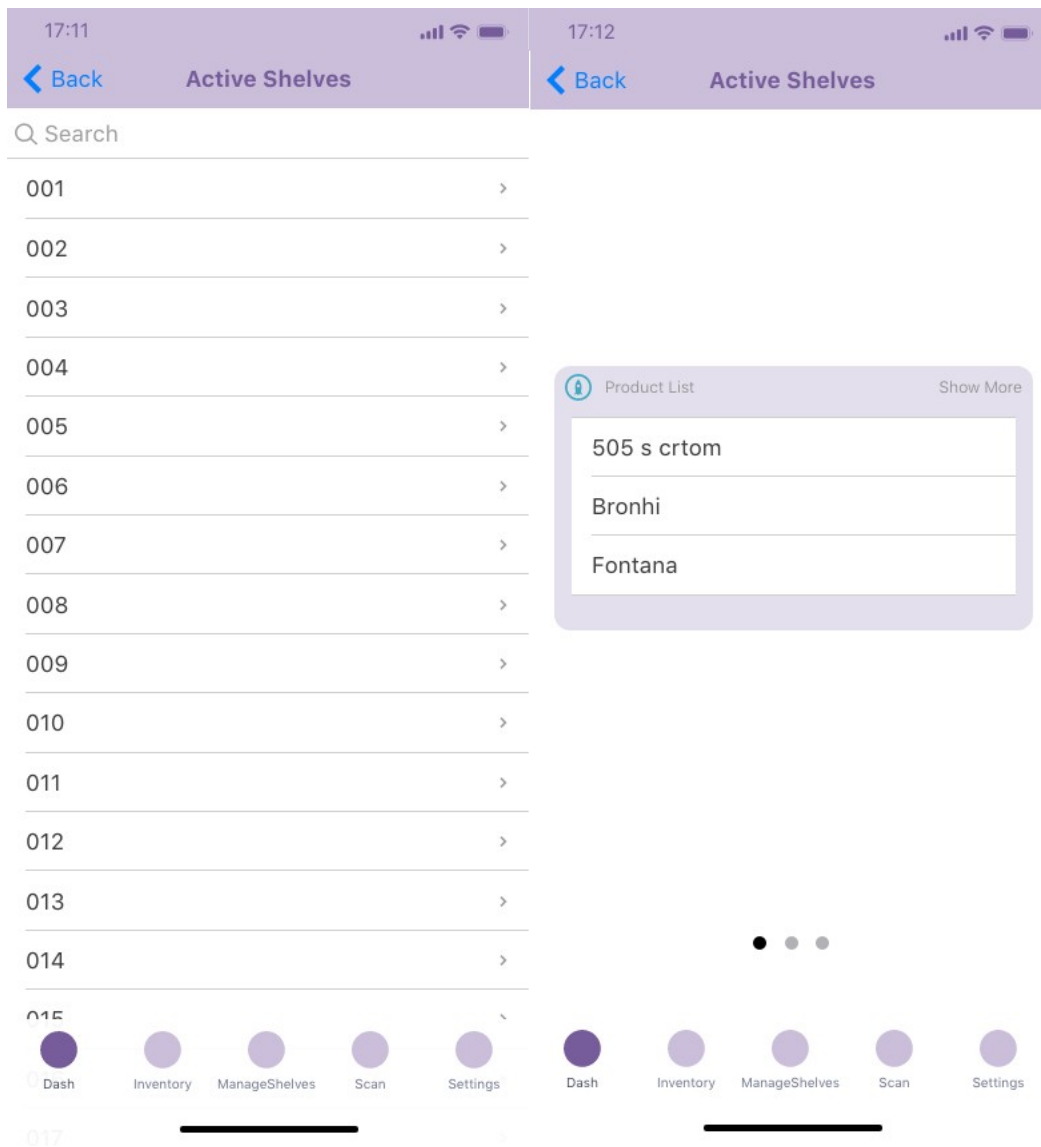 17:11
Back Active Shelves
Search
001
002
003
004
005
006
007
008
009
010
011
012
013
014
015
Dash Inventory ManageShelves Scan Settings
017
17:12
Back Active Shelves
Product List Show More
505 s crtom
Bronhi
Fontana
Dash Inventory ManageShelves Scan Settings